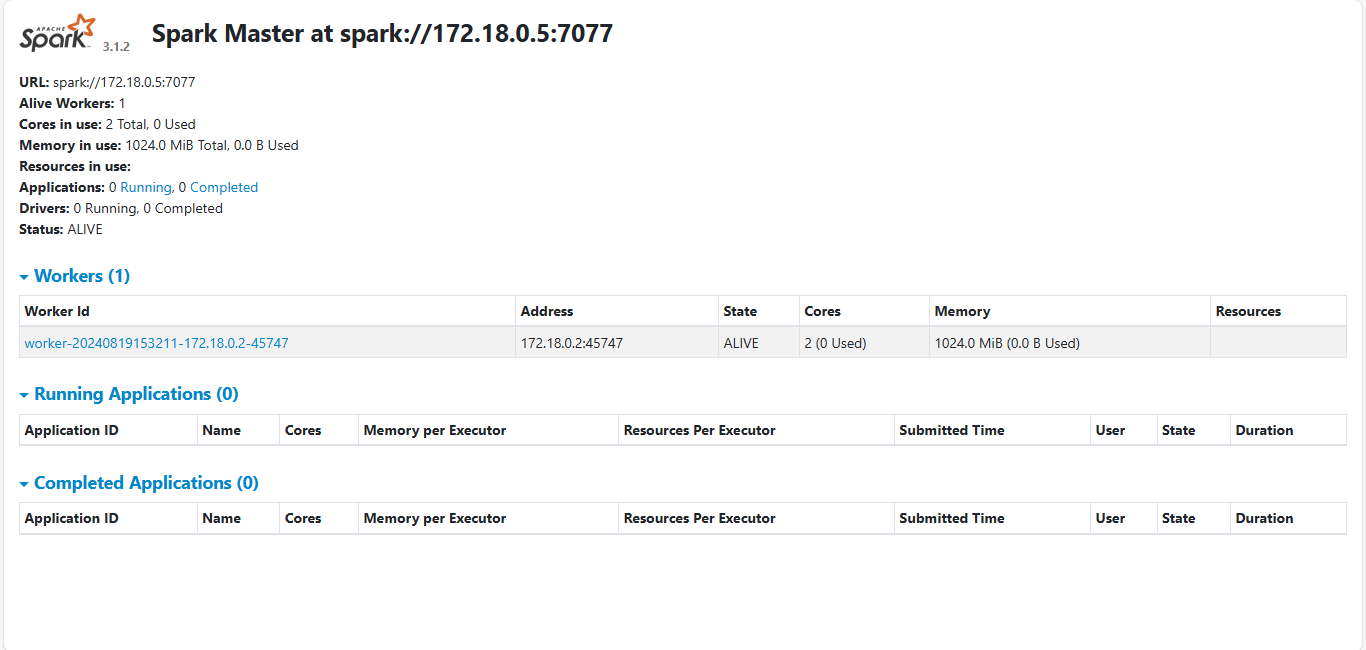 APACHE Spark™ 3.1.2 Spark Master at spark://172.18.0.5:7077
URL: spark://172.18.0.5:7077
Alive Workers: 1
Cores in use: 2 Total, 0 Used
Memory in use: 1024.0 MiB Total, 0.0 B Used
Resources in use:
Applications: 0 Running, 0 Completed
Drivers: 0 Running, 0 Completed
Status: ALIVE
Workers (1)
Worker Id Address State Cores Memory Resources
worker-20240819153211-172.18.0.2-45747 172.18.0.2:45747 ALIVE 2 (0 Used) 1024.0 MiB (0.0 B Used)
Running Applications (0)
Application ID Name Cores Memory per Executor Resources Per Executor Submitted Time User State Duration
Completed Applications (0)
Application ID Name Cores Memory per Executor Resources Per Executor Submitted Time User State Duration